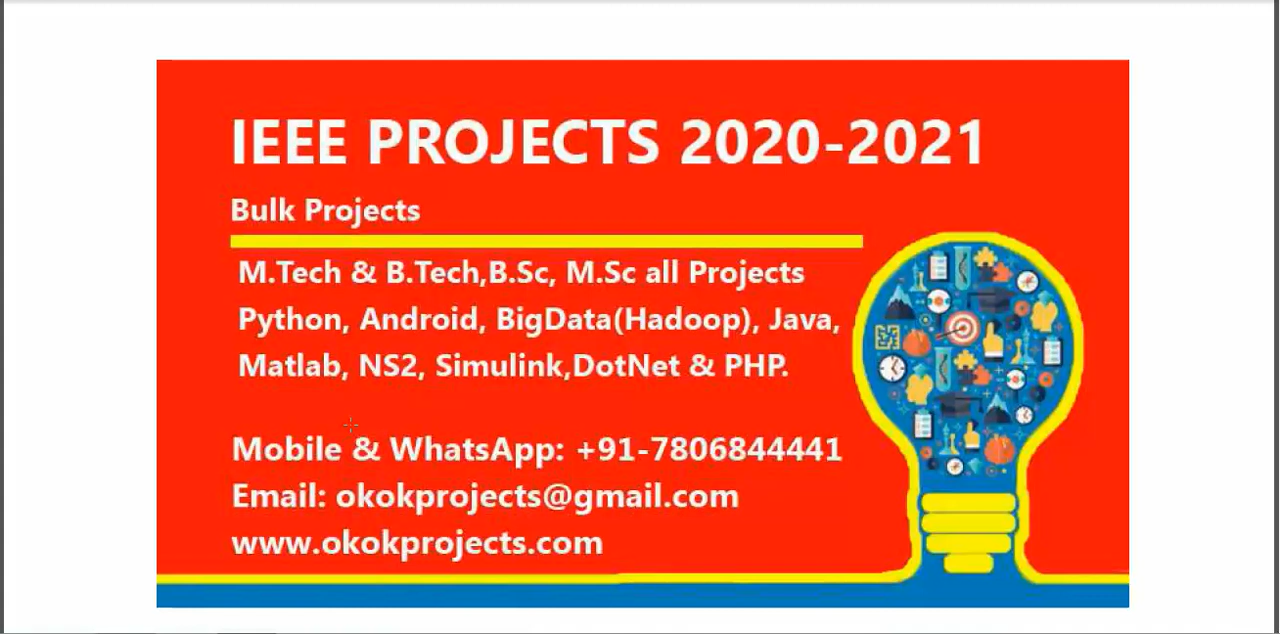 IEEE PROJECTS 2020-2021
Bulk Projects
M.Tech & B.Tech,B.Sc, M.Sc all Projects
Python, Android, BigData(Hadoop), Java,
Matlab, NS2, Simulink,DotNet & PHP.
Mobile & WhatsApp: +91-7806844441
Email: okokprojects@gmail.com
www.okokprojects.com